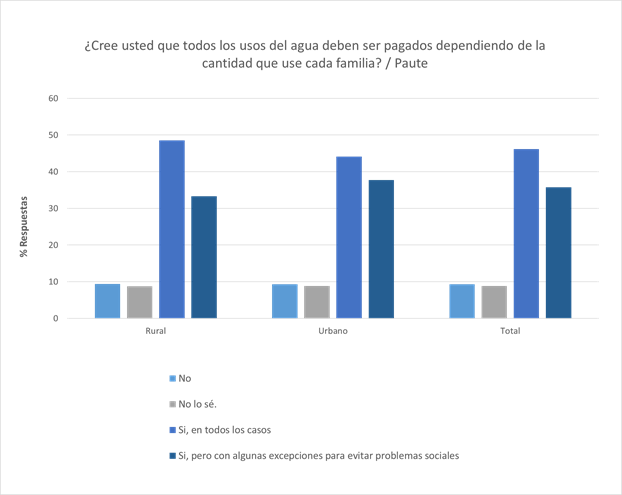 ¿Cree usted que todos los usos del agua deben ser pagados dependiendo de la
cantidad que use cada familia? / Paute
60
50
40
30
20
10
0
% Respuestas
Rural
Urbano
Total
No
No lo sé.
Si, en todos los casos
Si, pero con algunas excepciones para evitar problemas sociales